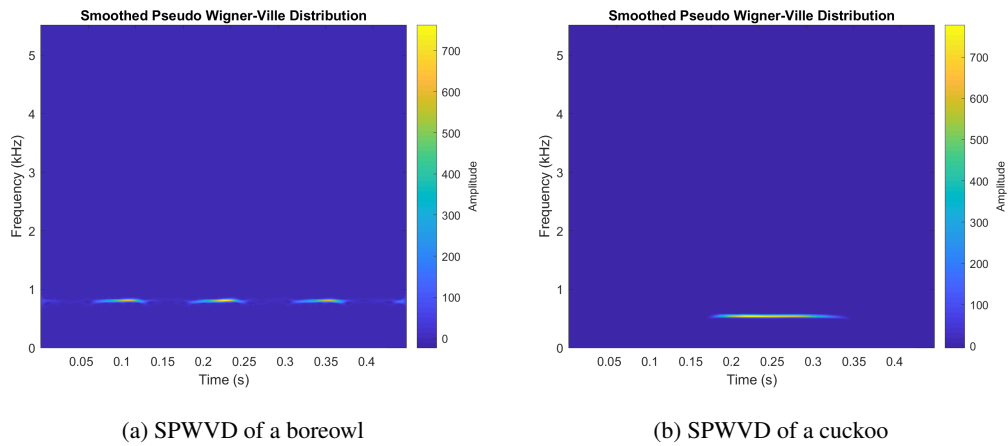 Smoothed Pseudo Wigner-Ville Distribution
5
4
3
2
1
0
Frequency (kHz)
0.05 0.1 0.15 0.2 0.25 0.3 0.35 0.4
Time (s)
700
600
500
400
300
200
100
0
Amplitude
(a) SPWVD of a boreowl
Smoothed Pseudo Wigner-Ville Distribution
5
4
3
2
1
0
Frequency (kHz)
0.05 0.1 0.15 0.2 0.25 0.3 0.35 0.4
Time (s)
700
600
500
400
300
200
100
0
Amplitude
(b) SPWVD of a cuckoo